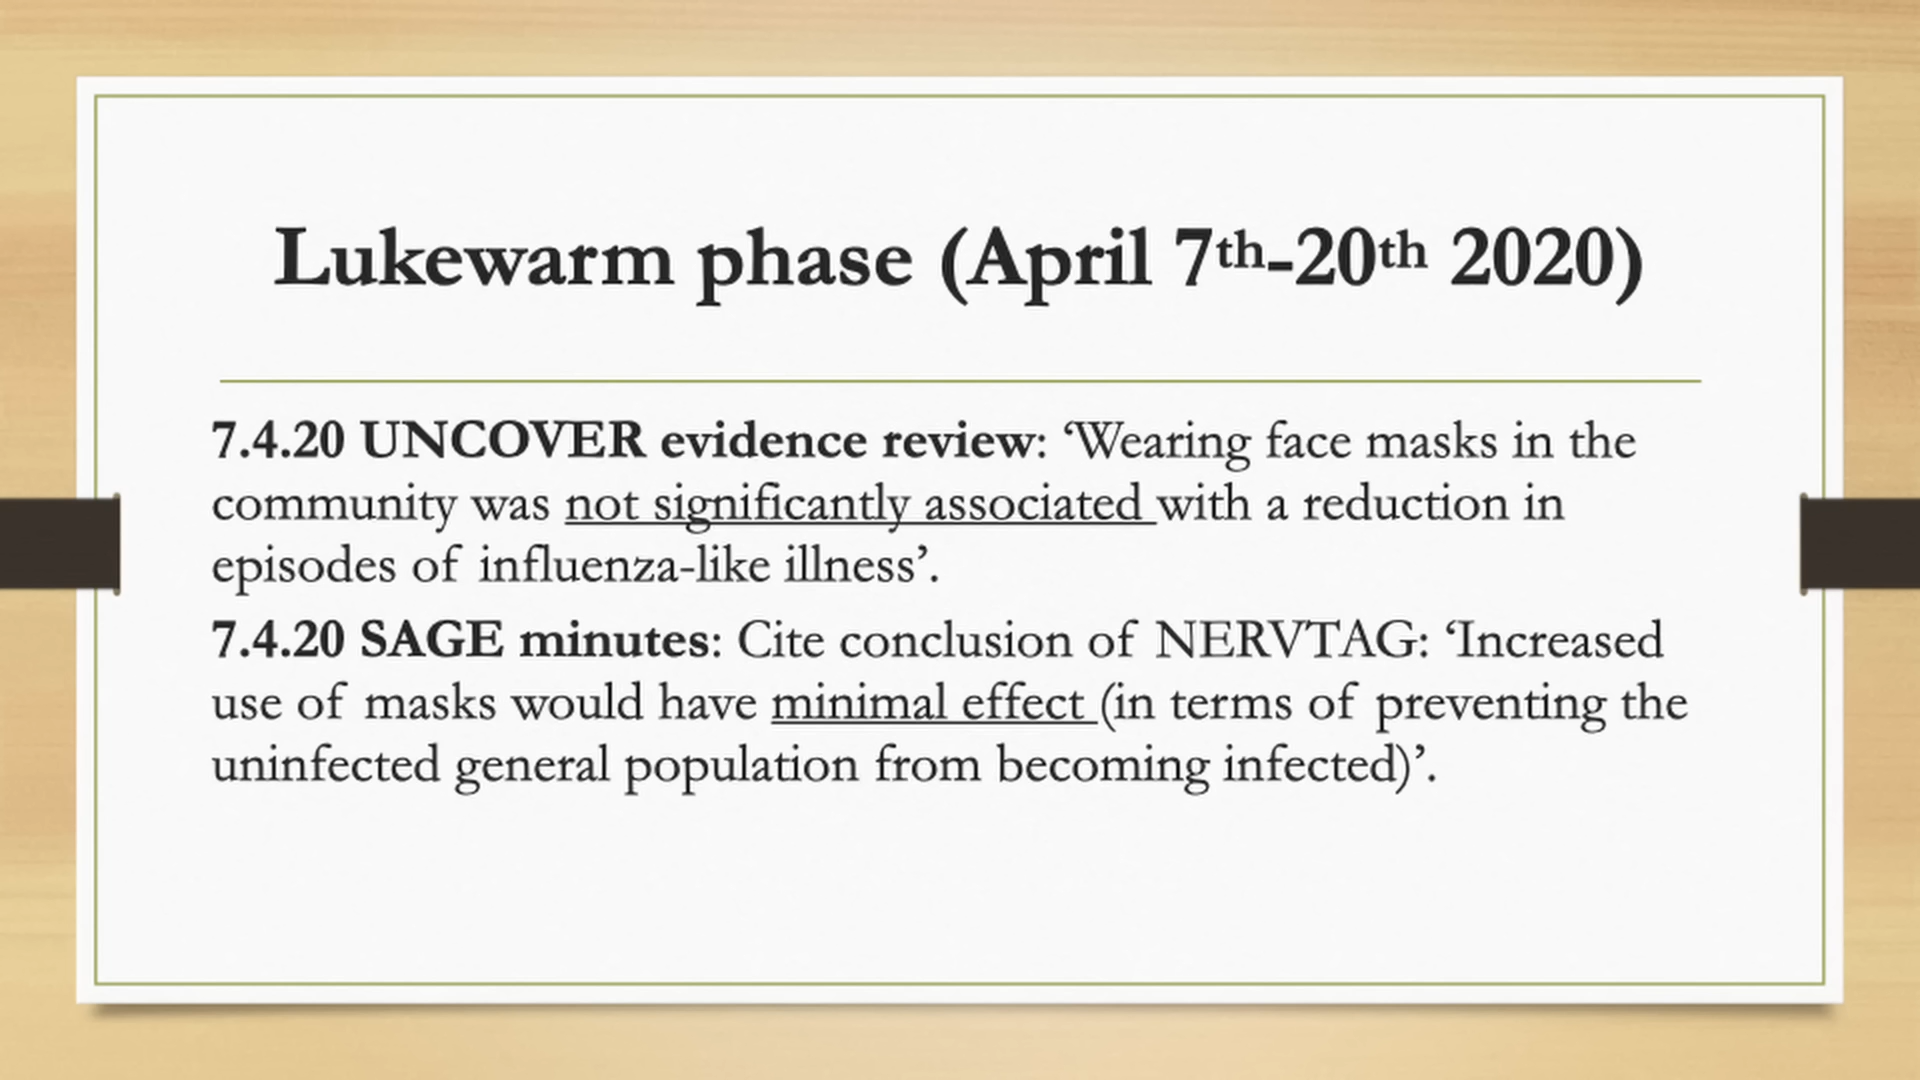 Lukewarm phase (April 7th-20th 2020)
7.4.20 UNCOVER evidence review: ‘Wearing face masks in the
community was not significantly associated with a reduction in
episodes of influenza-like illness’.
7.4.20 SAGE minutes: Cite conclusion of NERVTAG: ‘Increased
use of masks would have minimal effect (in terms of preventing the
uninfected general population from becoming infected)’.